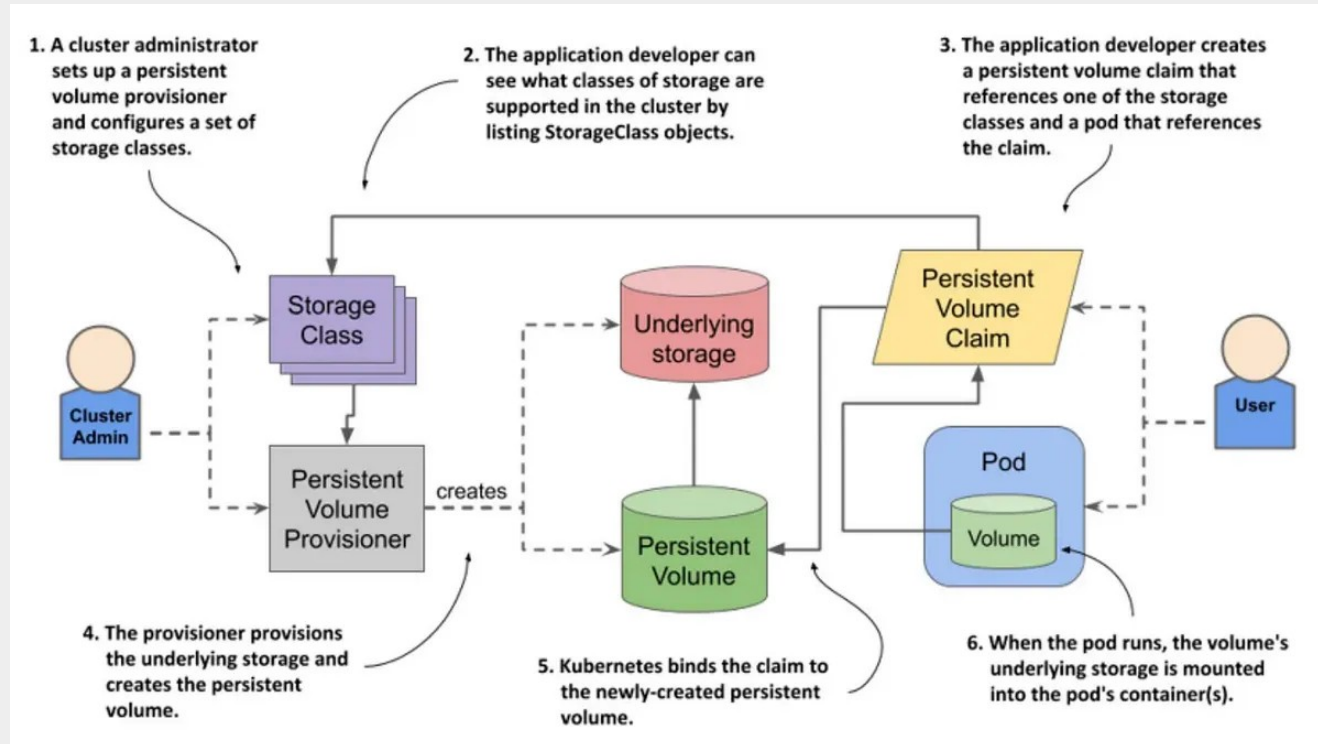 1. A cluster administrator
sets up a persistent
volume provisioner
and configures a set of
storage classes.
2. The application developer can
see what classes of storage are
supported in the cluster by
listing StorageClass objects.
3. The application developer creates
a persistent volume claim that
references one of the storage
classes and a pod that references
the claim.
Cluster
Admin
Storage
Class
Persistent
Volume
Provisioner
creates
Underlying
storage
Persistent
Volume
Persistent
Volume
Claim
Pod
Volume
User
4. The provisioner provisions
the underlying storage and
creates the persistent
volume.
5. Kubernetes binds the claim to
the newly-created persistent
volume.
6. When the pod runs, the volume's
underlying storage is mounted
into the pod's container(s).